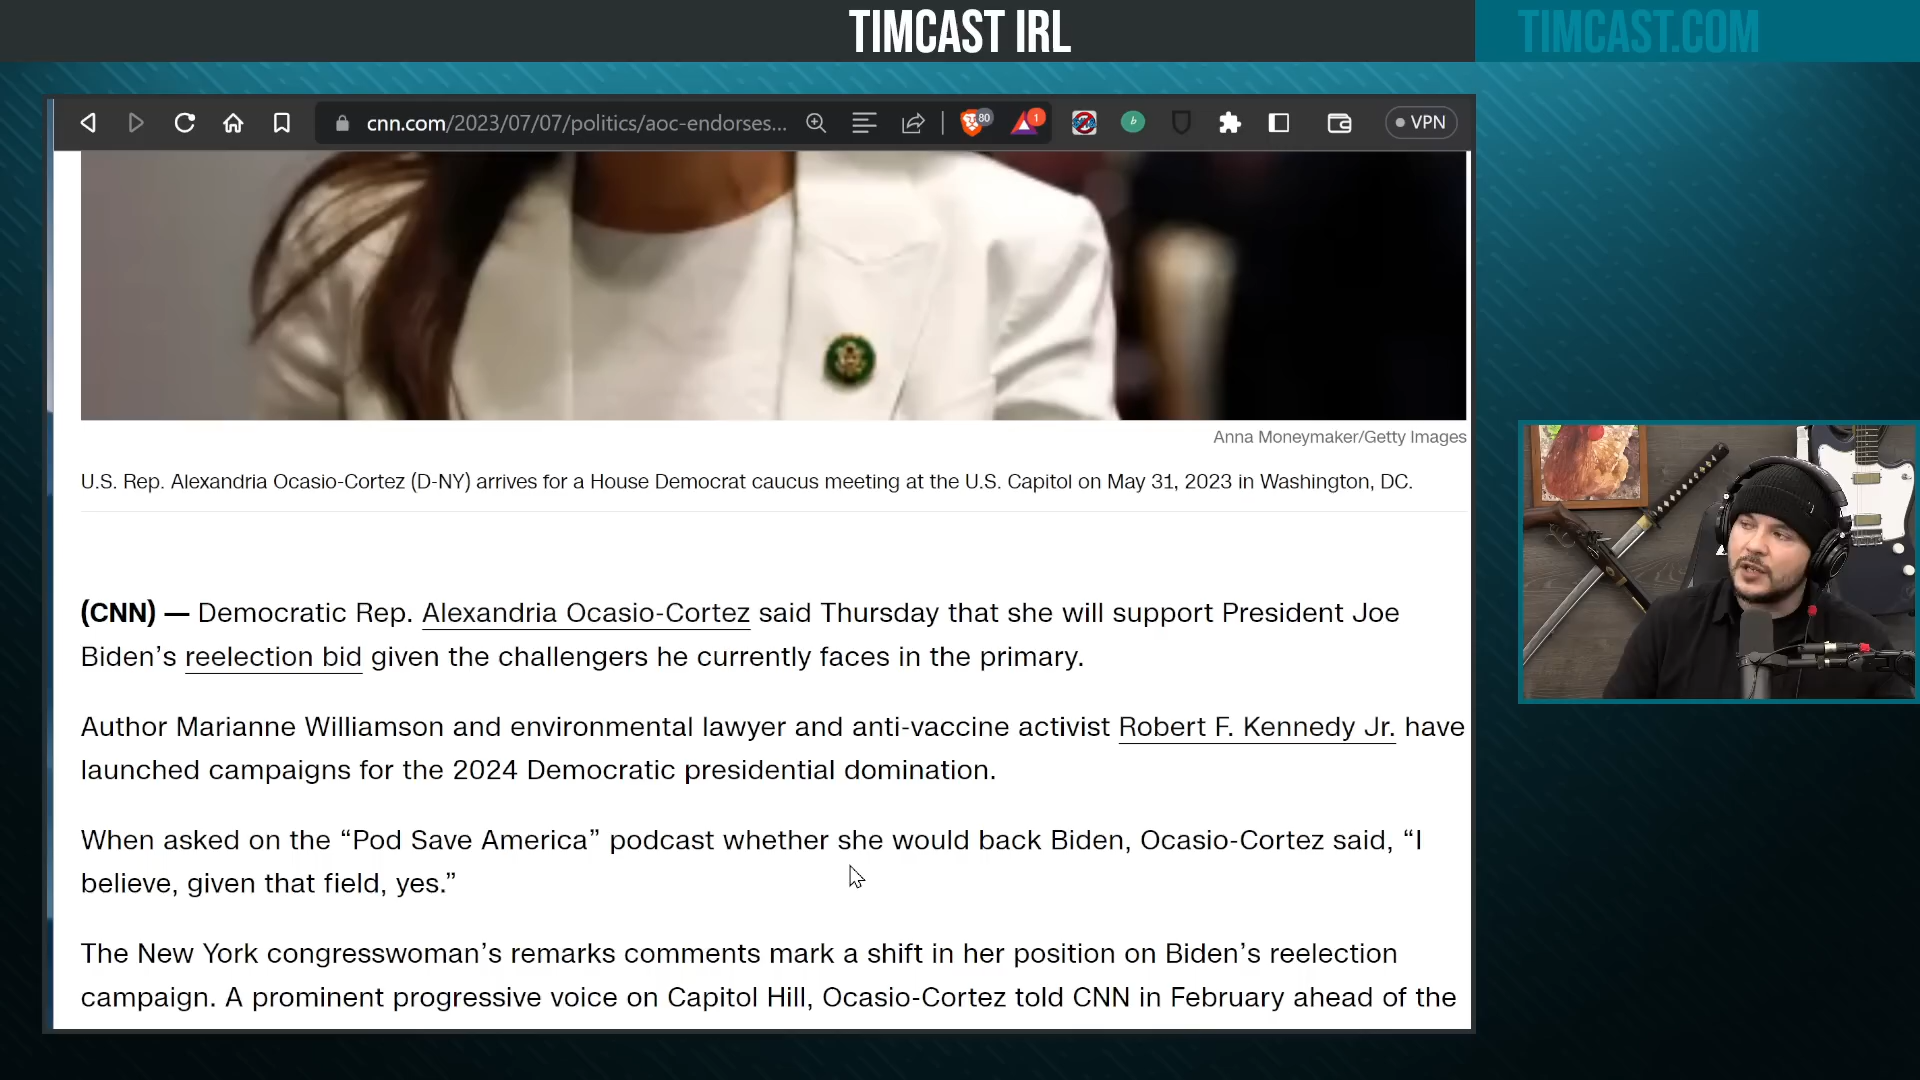 TIMCAST IRL
TIMCAST.COM
cnn.com/2023/07/07/politics/aoc-endorses...
80
1
b
VPN
Anna Moneymaker/Getty Images
U.S. Rep. Alexandria Ocasio-Cortez (D-NY) arrives for a House Democrat caucus meeting at the U.S. Capitol on May 31, 2023 in Washington, DC.
(CNN) — Democratic Rep. Alexandria Ocasio-Cortez said Thursday that she will support President Joe
Biden’s reelection bid given the challengers he currently faces in the primary.
Author Marianne Williamson and environmental lawyer and anti-vaccine activist Robert F. Kennedy Jr. have
launched campaigns for the 2024 Democratic presidential domination.
When asked on the “Pod Save America” podcast whether she would back Biden, Ocasio-Cortez said, “I
believe, given that field, yes.”
The New York congresswoman’s remarks comments mark a shift in her position on Biden’s reelection
campaign. A prominent progressive voice on Capitol Hill, Ocasio-Cortez told CNN in February ahead of the